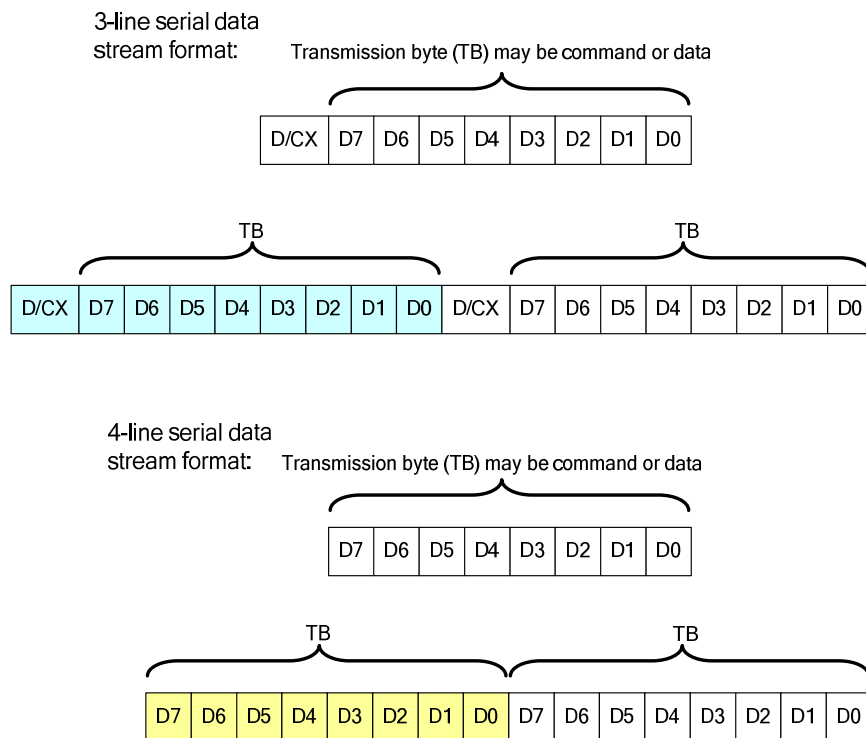 3-line serial data
stream format:
Transmission byte (TB) may be command or data
D/CX D7 D6 D5 D4 D3 D2 D1 D0
TB TB
D/CX D7 D6 D5 D4 D3 D2 D1 D0 D/CX D7 D6 D5 D4 D3 D2 D1 D0
4-line serial data
stream format:
Transmission byte (TB) may be command or data
D7 D6 D5 D4 D3 D2 D1 D0
TB TB
D7 D6 D5 D4 D3 D2 D1 D0 D7 D6 D5 D4 D3 D2 D1 D0